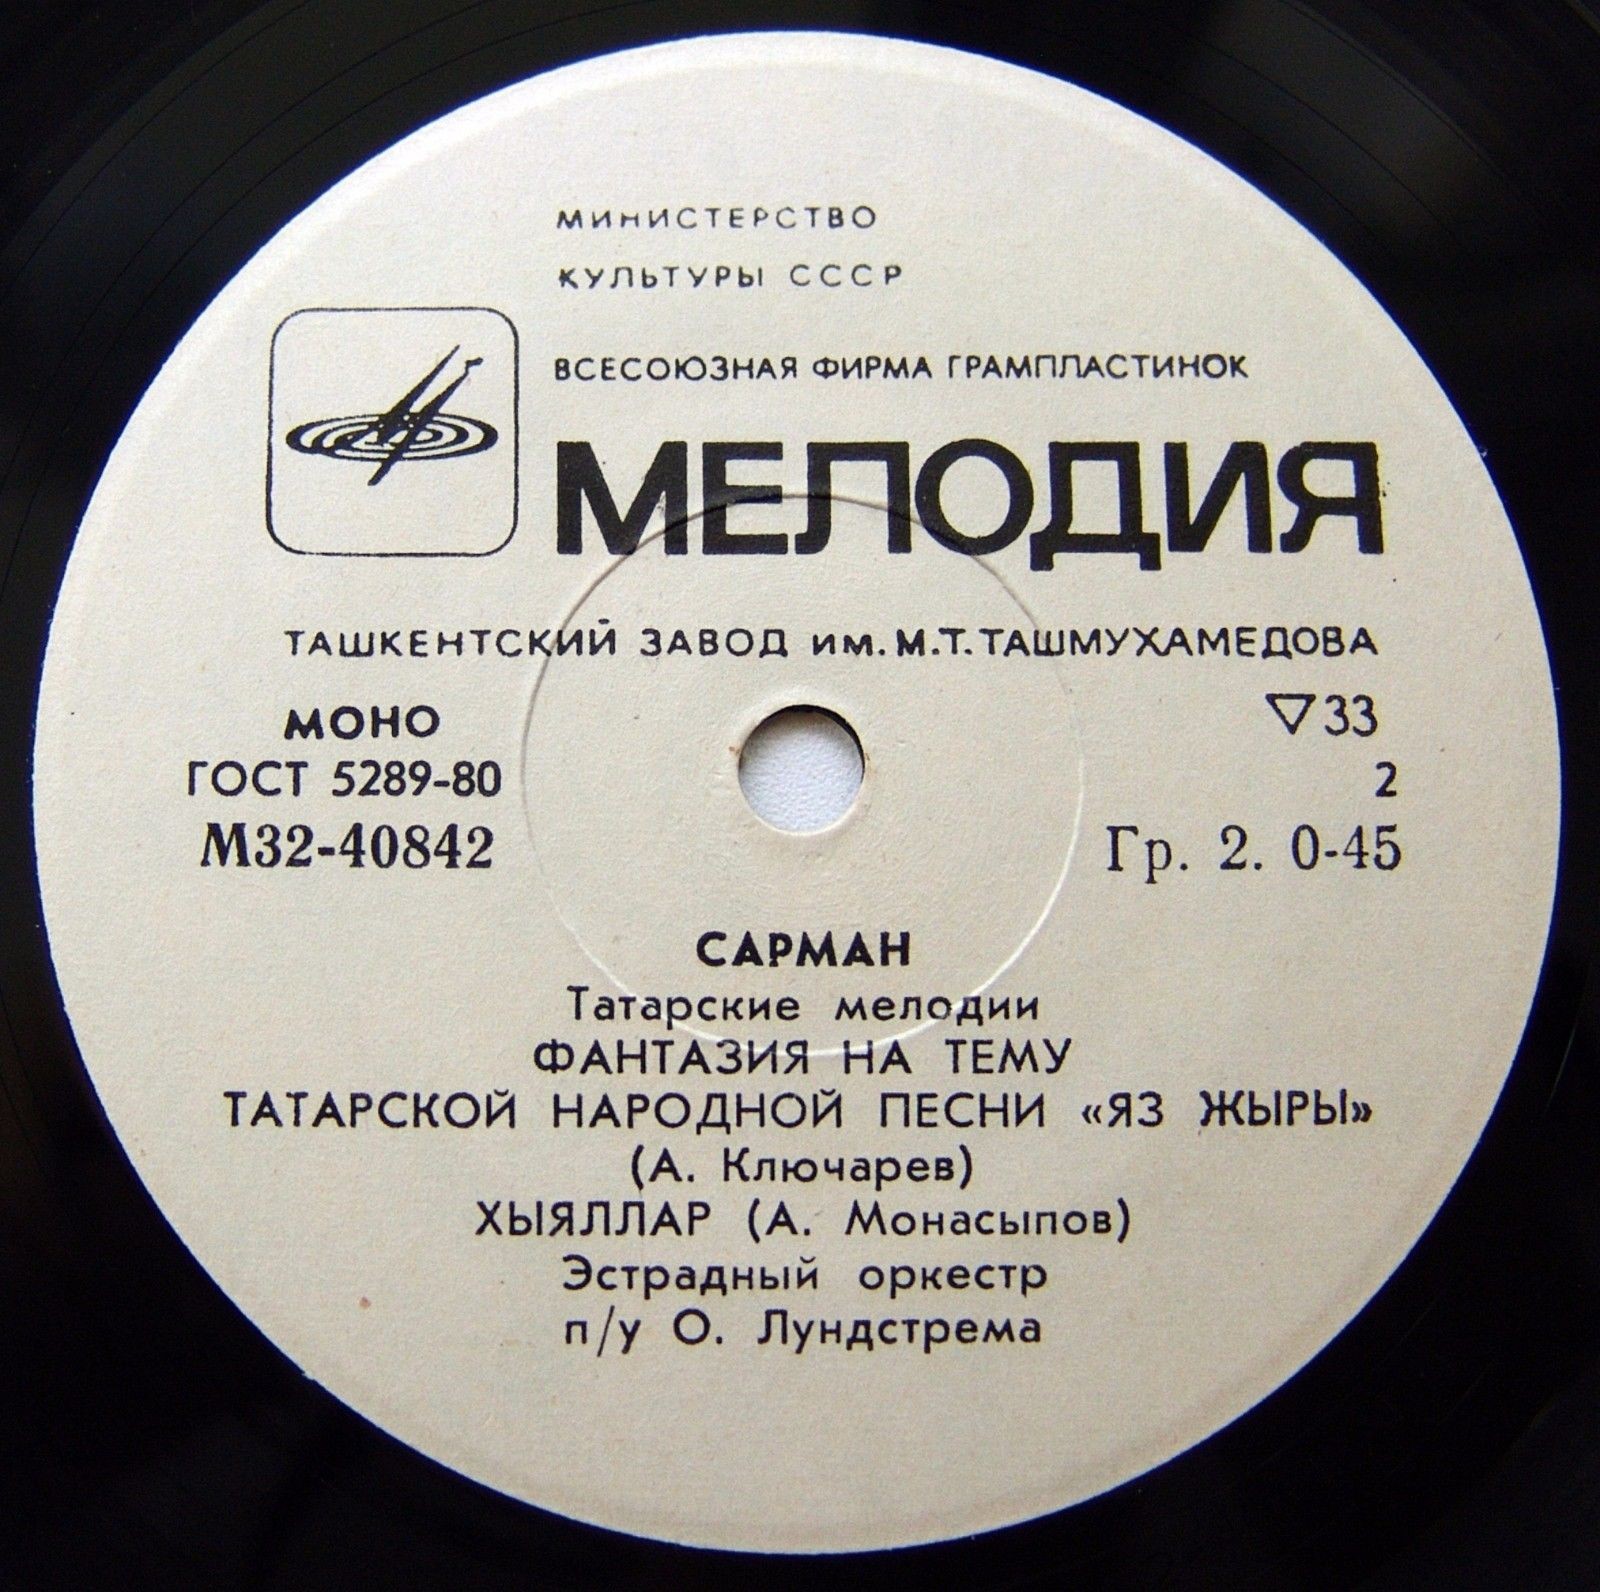 МИНИСТЕРСТВО
КУЛЬТУРЫ СССР
ВСЕСОЮЗНАЯ ФИРМА ГРАМПЛАСТИНОК
МЕЛОДИЯ
ТАШКЕНТСКИЙ ЗАВОД им. М.Т. ТАШМУХАМЕДОВА
МОНО ▽33
ГОСТ 5289-80 2
М32-40842 Гр. 2. 0-45
САРМАН
Татарские мелодии
ФАНТАЗИЯ НА ТЕМУ
ТАТАРСКОЙ НАРОДНОЙ ПЕСНИ «ЯЗ ЖЫРЫ»
(А. Ключарев)
ХЫЯЛЛАР (А. Монасыпов)
Эстрадный оркестр
п/у О. Лундстрема